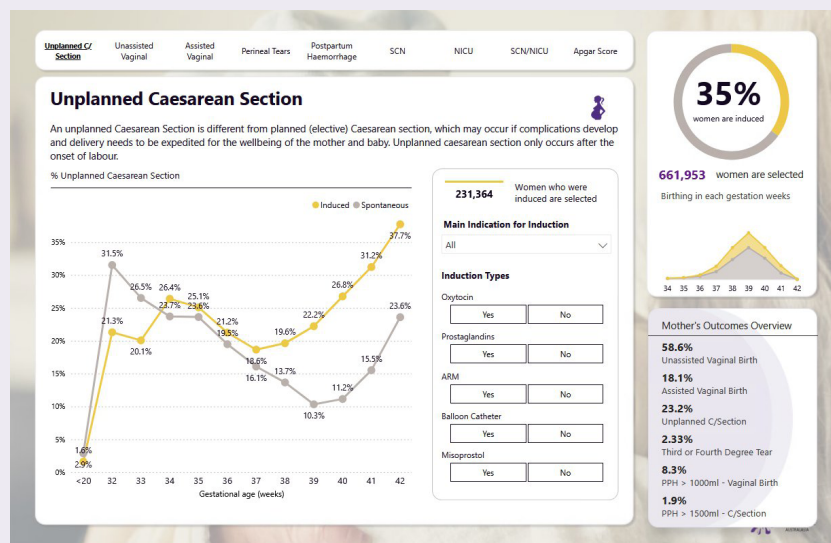 Unplanned C/
Section
Unassisted
Vaginal
Assisted
Vaginal
Perineal Tears
Postpartum
Haemorrhage
SCN
NICU
SCN/NICU
Apgar Score
Unplanned Caesarean Section
An unplanned Caesarean Section is different from planned (elective) Caesarean section, which may occur if complications develop
and delivery needs to be expedited for the wellbeing of the mother and baby. Unplanned caesarean section only occurs after the
onset of labour.
% Unplanned Caesarean Section
Induced Spontaneous
35%
30%
25%
20%
15%
10%
5%
0%
1.6%
2.9%
31.5%
21.3%
26.5%
20.1%
26.4%
23.7%
25.1%
23.6%
21.2%
19.5%
18.6%
16.1%
19.6%
13.7%
22.2%
10.3%
26.8%
11.2%
31.2%
15.5%
37.7%
23.6%
<20 32 33 34 35 36 37 38 39 40 41 42
Gestational age (weeks)
231,364
Women who were
induced are selected
Main Indication for Induction
All
Induction Types
Oxytocin
Yes No
Prostaglandins
Yes No
ARM
Yes No
Balloon Catheter
Yes No
Misoprostol
Yes No
35%
women are induced
661,953 women are selected
Birthing in each gestation weeks
34 35 36 37 38 39 40 41 42
Mother's Outcomes Overview
58.6%
Unassisted Vaginal Birth
18.1%
Assisted Vaginal Birth
23.2%
Unplanned C/Section
2.33%
Third or Fourth Degree Tear
8.3%
PPH > 1000ml - Vaginal Birth
1.9%
PPH > 1500ml - C/Section